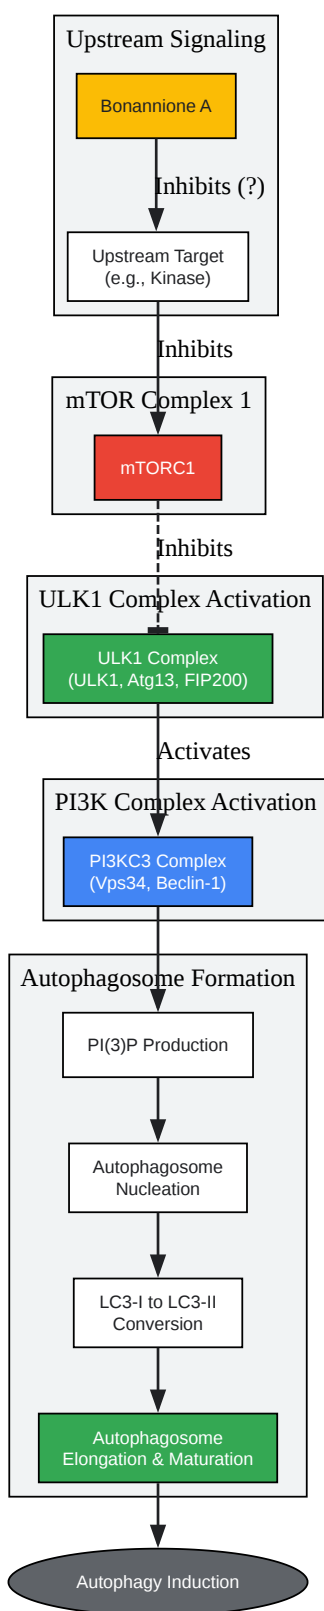 Upstream Signaling
Bonannione A
Inhibits (?)
Upstream Target
(e.g., Kinase)
Inhibits
mTOR Complex 1
mTORC1
Inhibits
ULK1 Complex Activation
ULK1 Complex
(ULK1, Atg13, FIP200)
Activates
PI3K Complex Activation
PI3KC3 Complex
(Vps34, Beclin-1)
Autophagosome Formation
PI(3)P Production
Autophagosome
Nucleation
LC3-I to LC3-II
Conversion
Autophagosome
Elongation & Maturation
Autophagy Induction